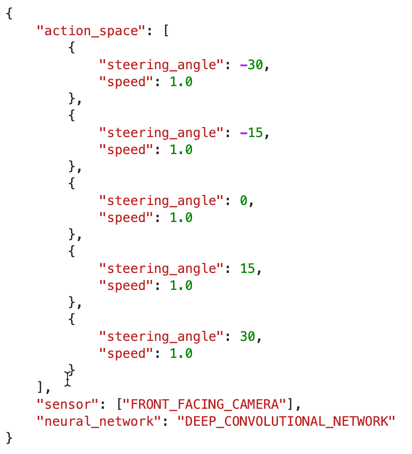 {
    "action_space": [
        {
            "steering_angle": -30,
            "speed": 1.0
        },
        {
            "steering_angle": -15,
            "speed": 1.0
        },
        {
            "steering_angle": 0,
            "speed": 1.0
        },
        {
            "steering_angle": 15,
            "speed": 1.0
        },
        {
            "steering_angle": 30,
            "speed": 1.0
        }
    ],
    "sensor": ["FRONT_FACING_CAMERA"],
    "neural_network": "DEEP_CONVOLUTIONAL_NETWORK"
}